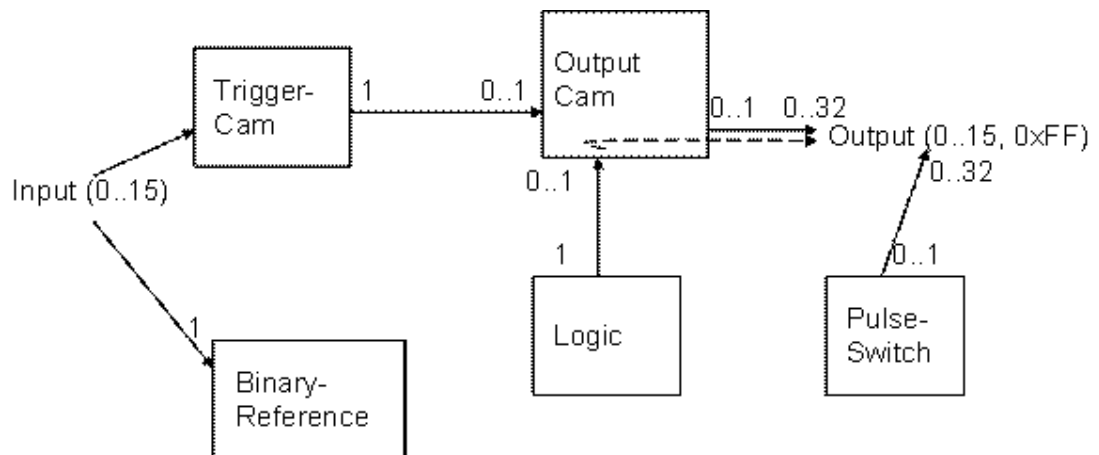 Trigger-
Cam
1
0..1
Output
Cam
0..1
0..32
Output (0..15, 0xFF)
0..32
Input (0..15)
0..1
1
0..1
1
Binary-
Reference
Logic
Pulse-
Switch